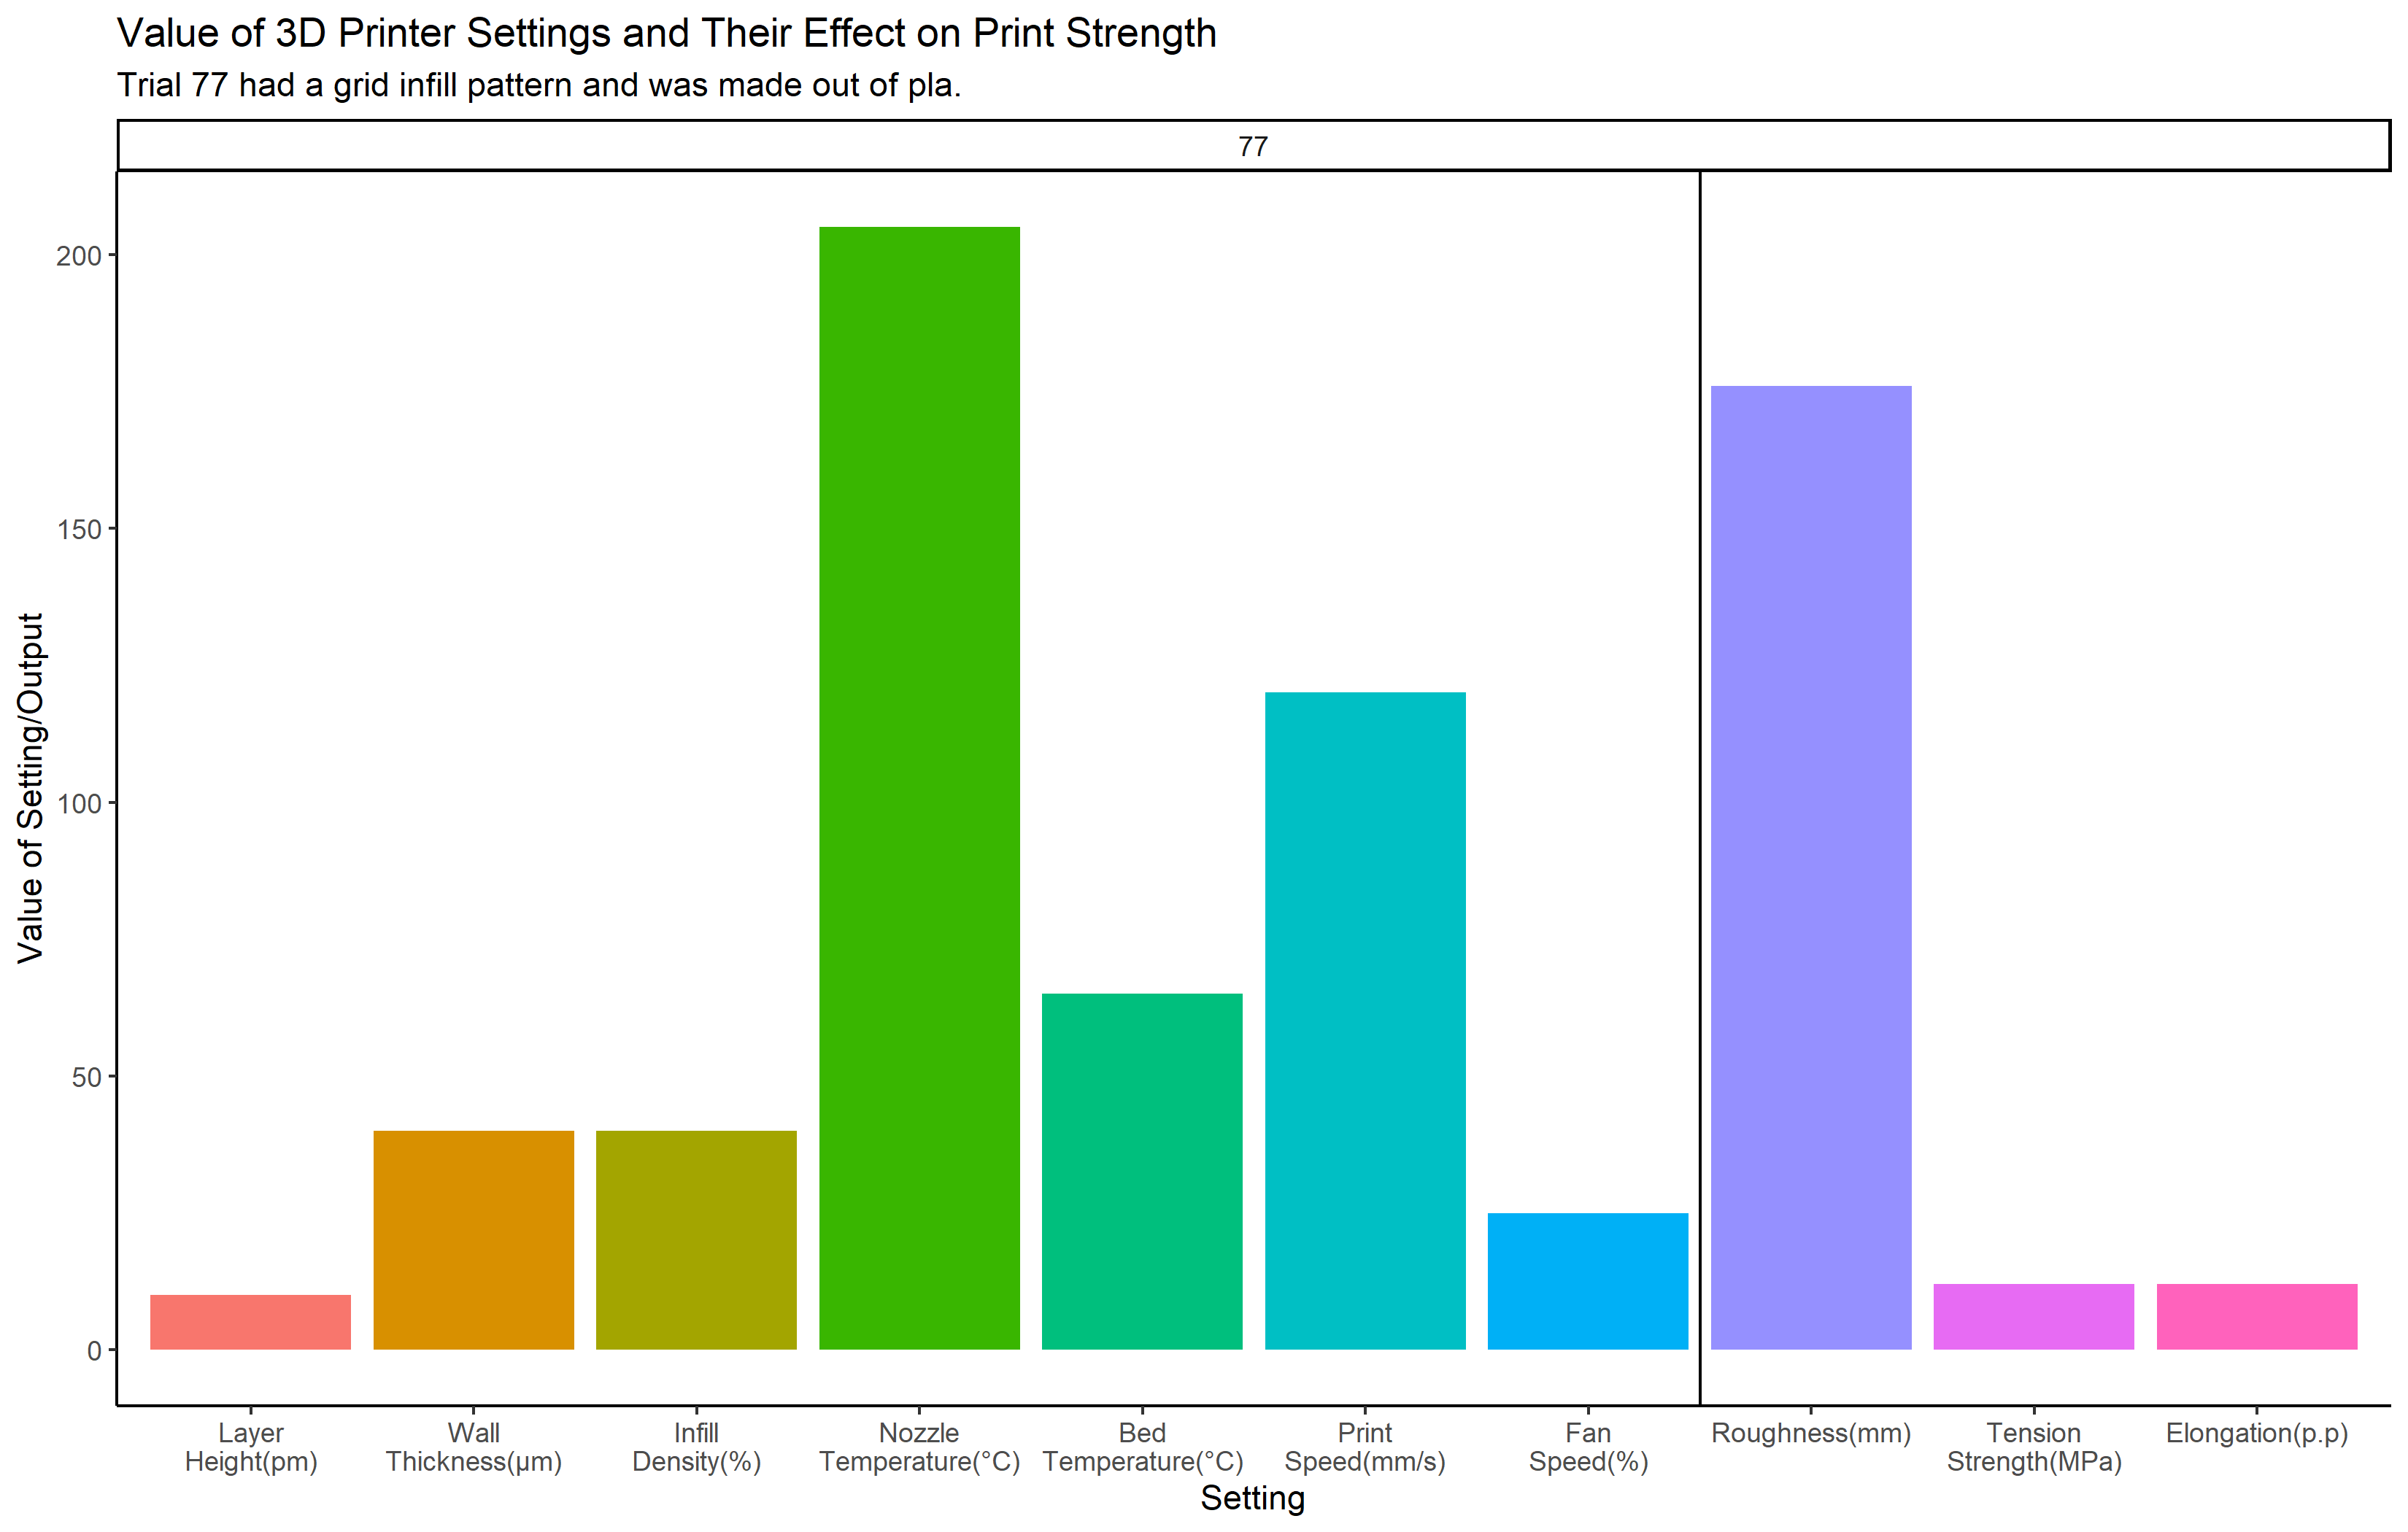 Value of 3D Printer Settings and Their Effect on Print Strength
Trial 77 had a grid infill pattern and was made out of pla.
77
Value of Setting/Output
200
150
100
50
0
Layer
Height(pm)
Wall
Thickness(µm)
Infill
Density(%)
Nozzle
Temperature(°C)
Bed
Temperature(°C)
Print
Speed(mm/s)
Fan
Speed(%)
Roughness(mm)
Tension
Strength(MPa)
Elongation(p.p)
Setting